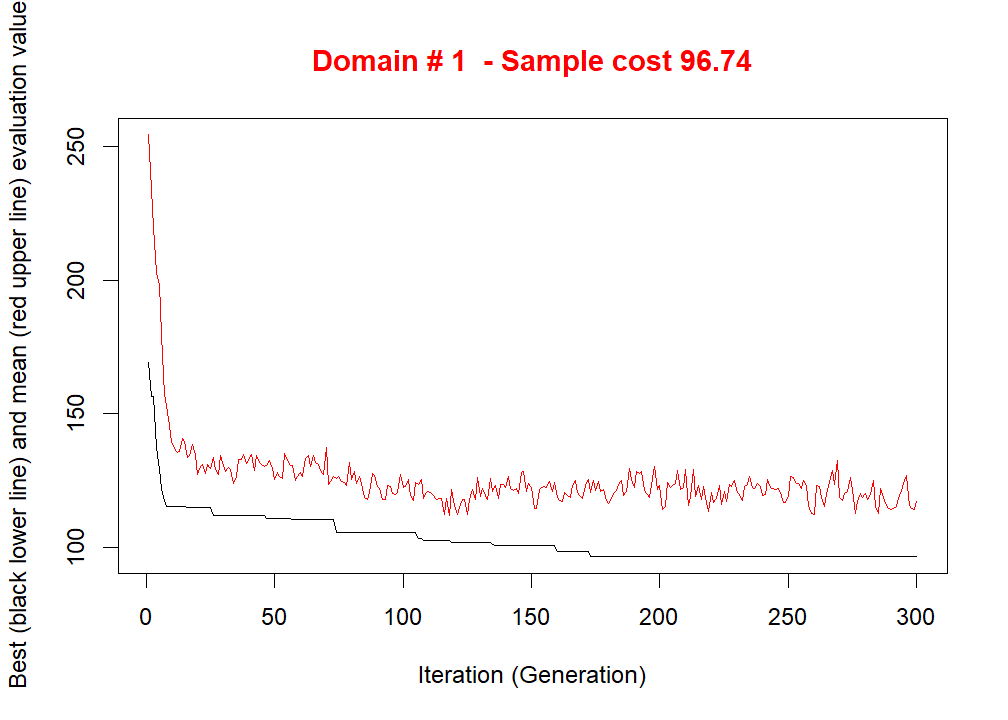 Domain # 1  - Sample cost 96.74
Best (black lower line) and mean (red upper line) evaluation value
250
200
150
100
0 50 100 150 200 250 300
Iteration (Generation)